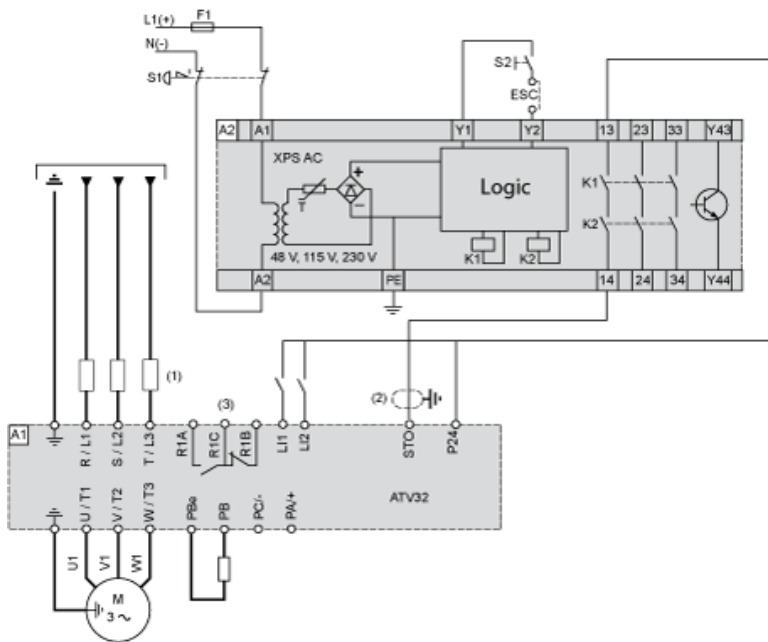 L1(+) F1
N(-)
S1
S2
ESC
A2 A1 Y1 Y2 13 23 33 Y43
XPS AC
+
Logic
K1
T
−
K2
48 V, 115 V, 230 V
K1 K2
A2 PE 14 24 34 Y44
(1)
(3)
(2)
A1
R / L1 S / L2 T / L3 R1A R1C R1B LI1 LI2 STO P24
ATV32
U / T1 V / T2 W / T3 PBe PB PC/- PA/+
U1 V1 W1
M
3 ~